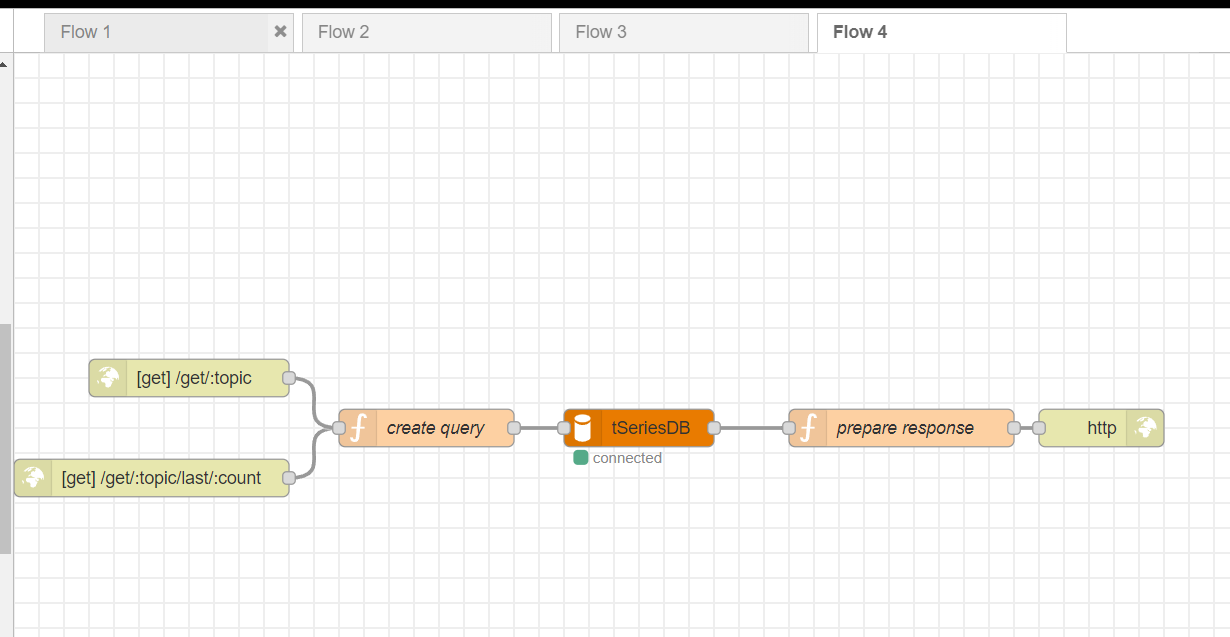 Flow 1
Flow 2
Flow 3
Flow 4
[get] /get/:topic
create query
tSeriesDB
prepare response
http
connected
[get] /get/:topic/last/:count